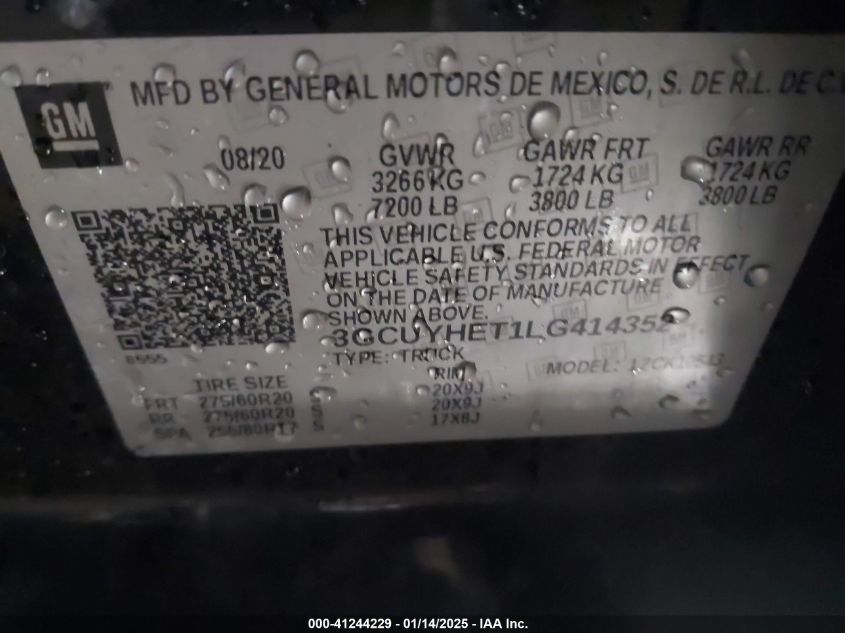 GM
MFD BY GENERAL MOTORS DE MEXICO, S. DE R.L. DE C.V
08/20 GVWR GAWR FRT GAWR RR
3266 KG 1724 KG 1724 KG
7200 LB 3800 LB 3800 LB
THIS VEHICLE CONFORMS TO ALL
APPLICABLE U.S. FEDERAL MOTOR
VEHICLE SAFETY STANDARDS IN EFFECT
ON THE DATE OF MANUFACTURE
SHOWN ABOVE.
3GCUYHET1LG414352
8555
TYPE: TRUCK MODEL:
TIRE SIZE RIM
FRT 275/60R20 S 20X9J
RR 275/60R20 S 20X9J
SPA 255/80R17 S 17X8J
000-41244229 - 01/14/2025 - IAA Inc.